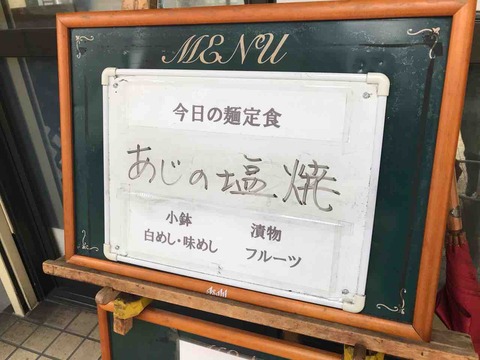 MENU
今日の麺定食
あじの塩焼
小鉢 漬物
白めし・味めし フルーツ
Asahi